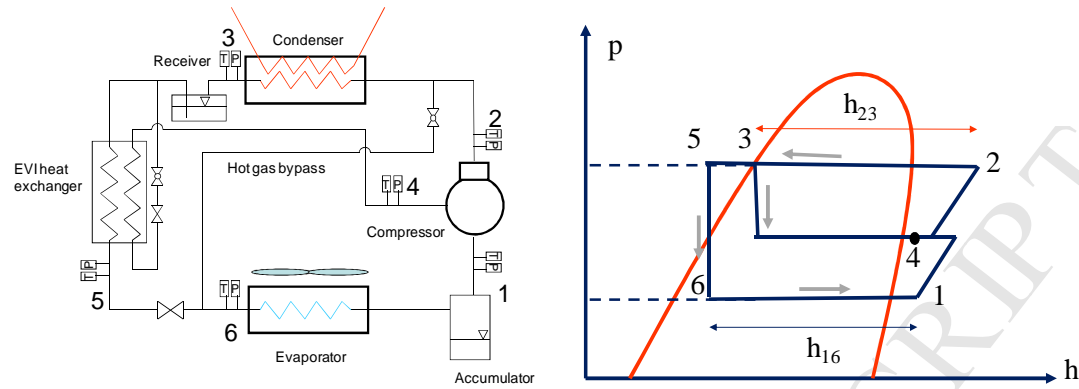 3
Condenser
Receiver
T P
2
T
P
EVI heat
exchanger
Hot gas bypass
T P
4
Compressor
P
T
5
T
P
1
T P
6
Evaporator
Accumulator
p
h23
5
3
2
4
6
1
h16
h
CRIPT